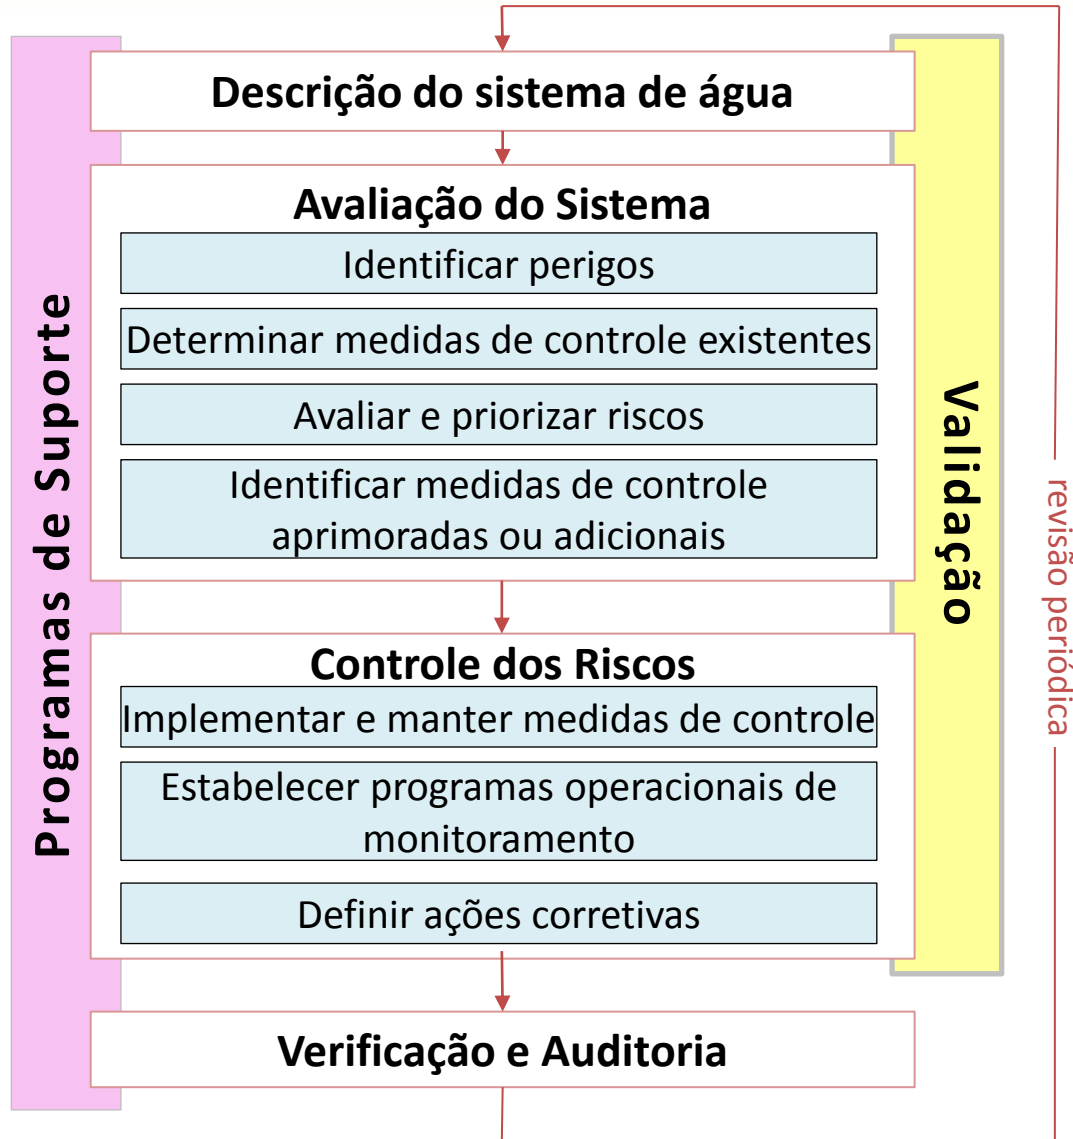 Descrição do sistema de água
Avaliação do Sistema
Identificar perigos
Determinar medidas de controle existentes
Avaliar e priorizar riscos
Identificar medidas de controle
aprimoradas ou adicionais
Controle dos Riscos
Implementar e manter medidas de controle
Estabelecer programas operacionais de
monitoramento
Definir ações corretivas
Verificação e Auditoria
Programas de Suporte
Validação
revisão periódica